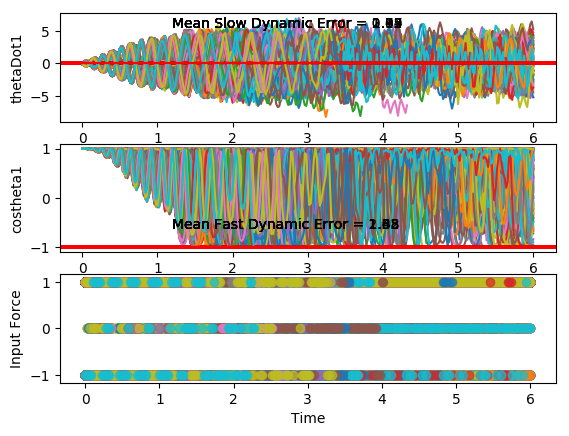 Mean Slow Dynamic Error =
5
0
−5
thetaDot1
0 1 2 3 4 5 6
1
0
−1
costheta1
Mean Fast Dynamic Error =
0 1 2 3 4 5 6
1
0
−1
Input Force
0 1 2 3 4 5 6
Time